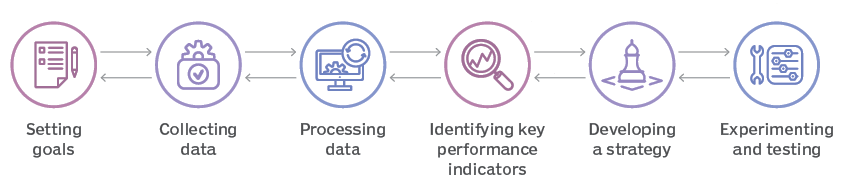 Setting
goals
Collecting
data
Processing
data
Identifying key
performance
indicators
Developing
a strategy
Experimenting
and testing